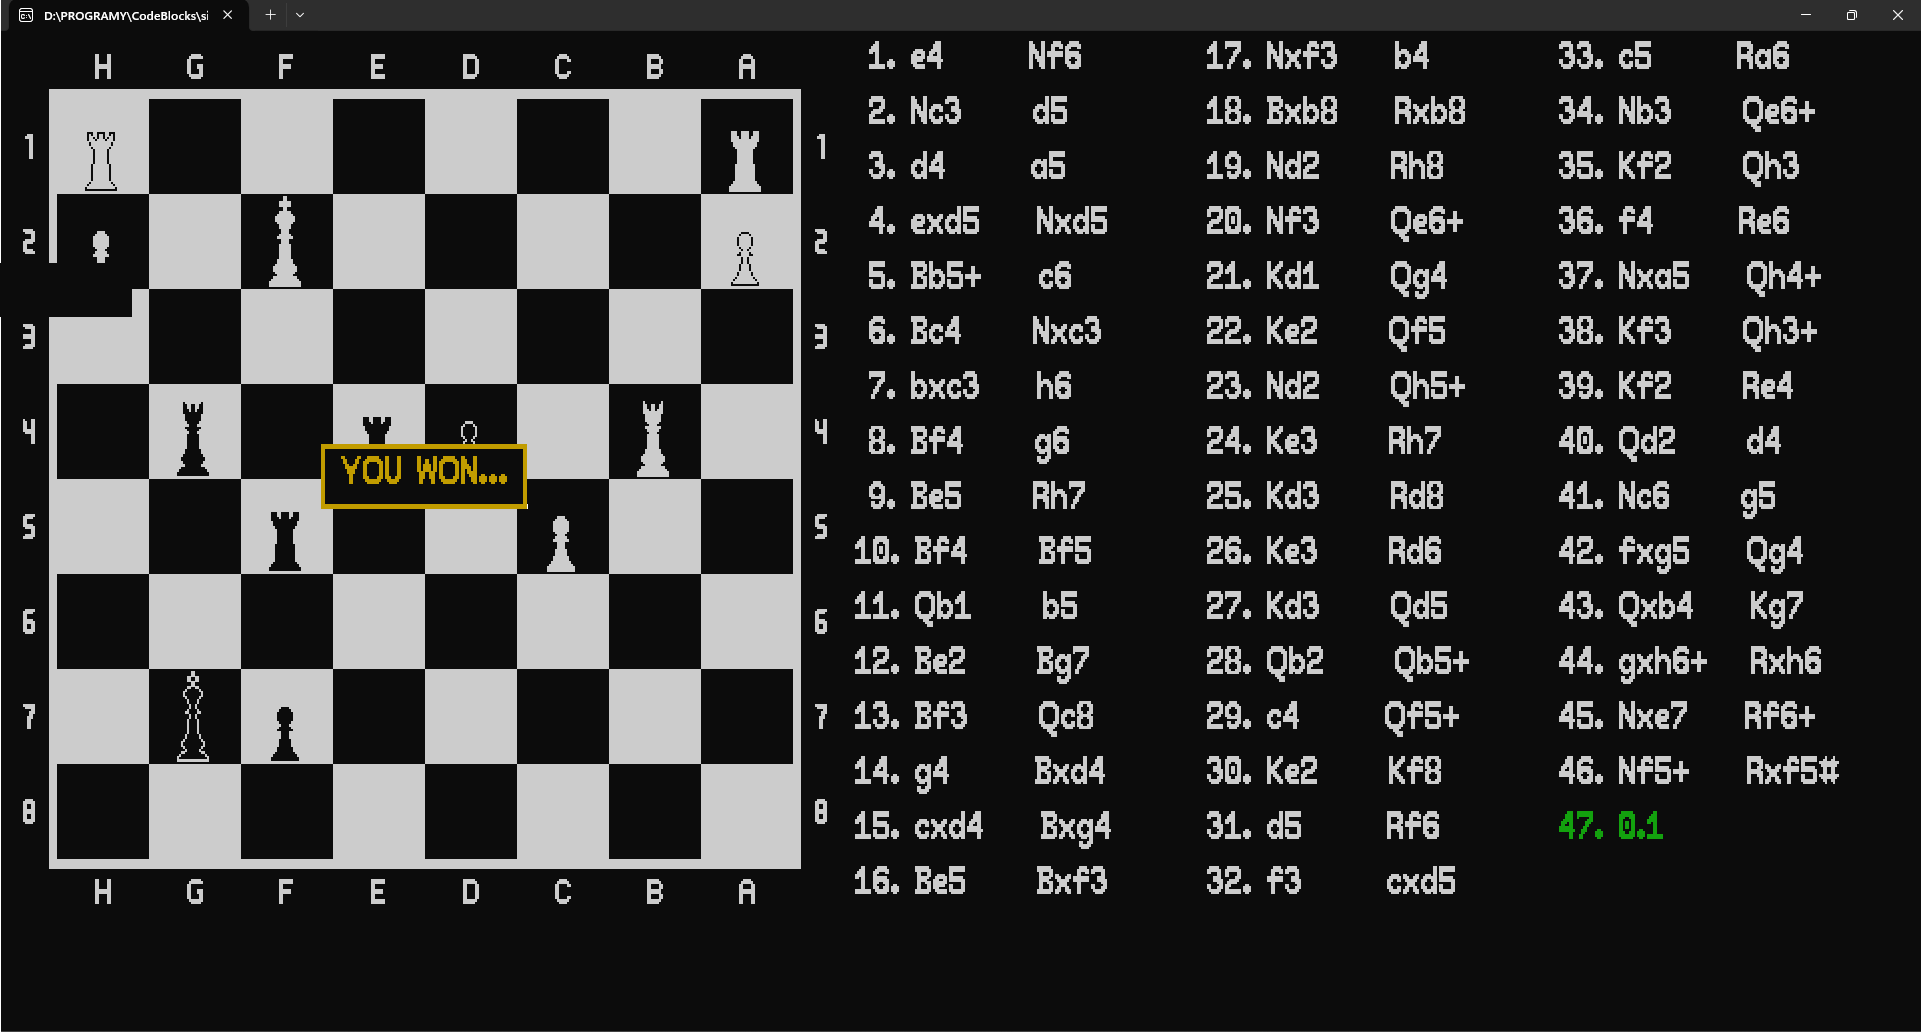 D:\PROGRAMY\CodeBlocks\si
H G F E D C B A
1 1
2 2
3 3
4 4
YOU WON...
5 5
6 6
7 7
8 8
H G F E D C B A
1. e4 Nf6
2. Nc3 d5
3. d4 a5
4. exd5 Nxd5
5. Bb5+ c6
6. Bc4 Nxc3
7. bxc3 h6
8. Bf4 g6
9. Be5 Rh7
10. Bf4 Bf5
11. Qb1 b5
12. Be2 Bg7
13. Bf3 Qc8
14. g4 Bxd4
15. cxd4 Bxg4
16. Be5 Bxf3
17. Nxf3 b4
18. Bxb8 Rxb8
19. Nd2 Rh8
20. Nf3 Qe6+
21. Kd1 Qg4
22. Ke2 Qf5
23. Nd2 Qh5+
24. Ke3 Rh7
25. Kd3 Rd8
26. Ke3 Rd6
27. Kd3 Qd5
28. Qb2 Qb5+
29. c4 Qf5+
30. Ke2 Kf8
31. d5 Rf6
32. f3 cxd5
33. c5 Ra6
34. Nb3 Qe6+
35. Kf2 Qh3
36. f4 Re6
37. Nxa5 Qh4+
38. Kf3 Qh3+
39. Kf2 Re4
40. Qd2 d4
41. Nc6 g5
42. fxg5 Qg4
43. Qxb4 Kg7
44. gxh6+ Rxh6
45. Nxe7 Rf6+
46. Nf5+ Rxf5#
47. 0.1